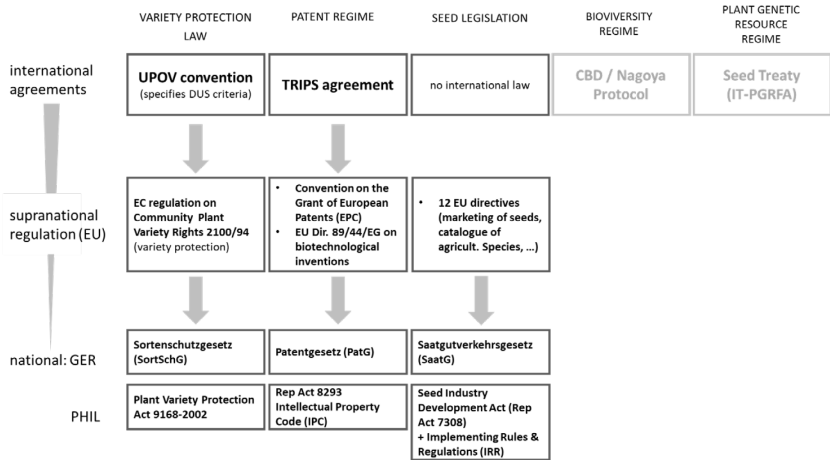 VARIETY PROTECTION
LAW
PATENT REGIME
SEED LEGISLATION
BIOVIVERSITY
REGIME
PLANT GENETIC
RESOURCE
REGIME
international
agreements
UPOV convention
(specifies DUS criteria)
TRIPS agreement
no international law
CBD / Nagoya
Protocol
Seed Treaty
(IT-PGRFA)
supranational
regulation (EU)
EC regulation on
Community Plant
Variety Rights 2100/94
(variety protection)
• Convention on the
Grant of European
Patents (EPC)
• EU Dir. 89/44/EG on
biotechnological
inventions
• 12 EU directives
(marketing of seeds,
catalogue of
agricult. Species, ...)
national: GER
Sortenschutzgesetz
(SortSchG)
Patentgesetz (PatG)
Saatgutverkehrsgesetz
(SaatG)
PHIL
Plant Variety Protection
Act 9168-2002
Rep Act 8293
Intellectual Property
Code (IPC)
Seed Industry
Development Act (Rep
Act 7308)
+ Implementing Rules &
Regulations (IRR)